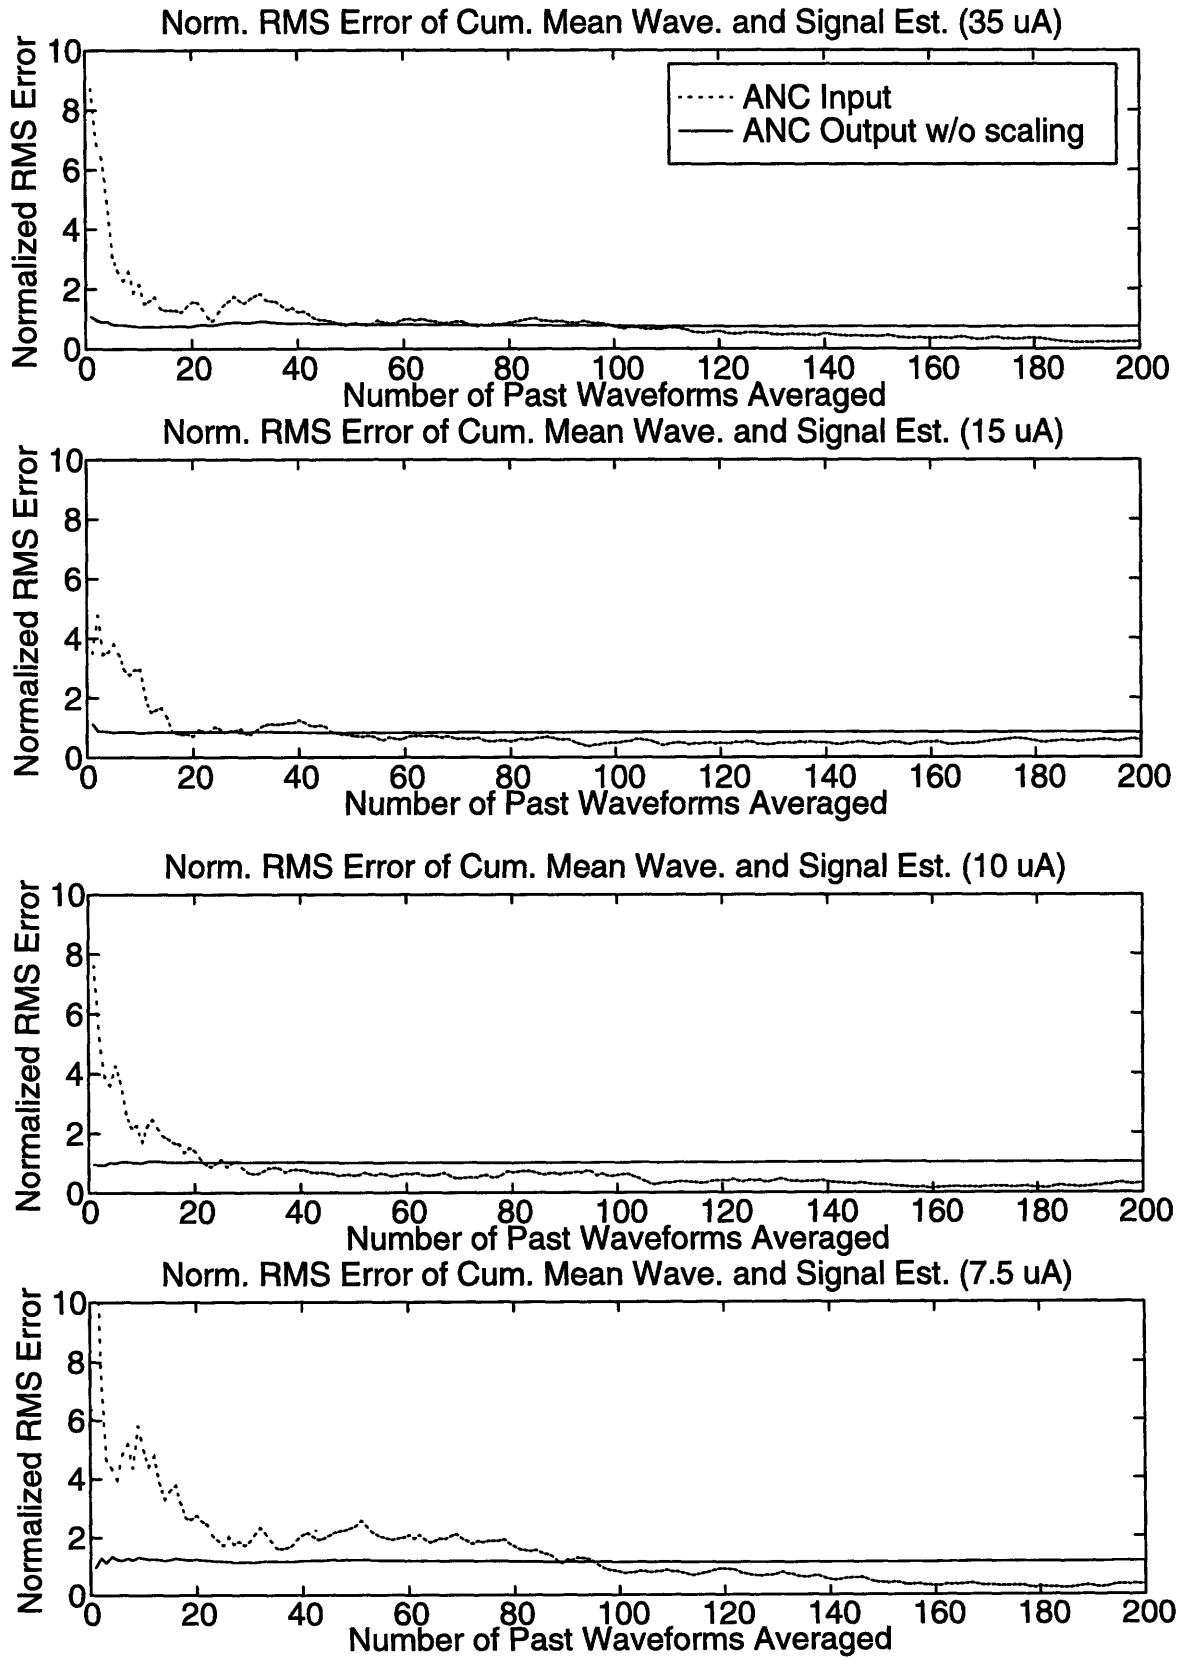 Norm. RMS Error of Cum. Mean Wave. and Signal Est. (35 uA)
Normalized RMS Error
10
8
6
4
2
0
ANC Input
ANC Output w/o scaling
0 20 40 60 80 100 120 140 160 180 200
Number of Past Waveforms Averaged
Norm. RMS Error of Cum. Mean Wave. and Signal Est. (15 uA)
Normalized RMS Error
10
8
6
4
2
0
0 20 40 60 80 100 120 140 160 180 200
Number of Past Waveforms Averaged
Norm. RMS Error of Cum. Mean Wave. and Signal Est. (10 uA)
Normalized RMS Error
10
8
6
4
2
0
0 20 40 60 80 100 120 140 160 180 200
Number of Past Waveforms Averaged
Norm. RMS Error of Cum. Mean Wave. and Signal Est. (7.5 uA)
Normalized RMS Error
10
8
6
4
2
0
0 20 40 60 80 100 120 140 160 180 200
Number of Past Waveforms Averaged